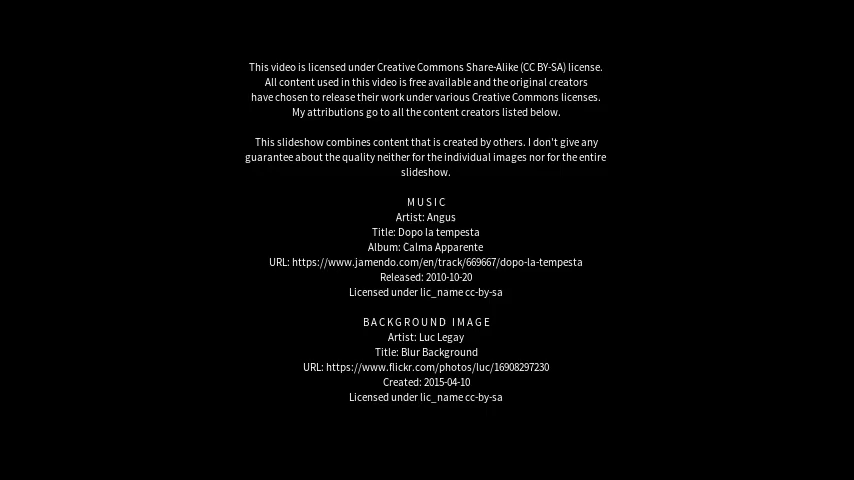 This video is licensed under Creative Commons Share-Alike (CC BY-SA) license.
All content used in this video is free available and the original creators
have chosen to release their work under various Creative Commons licenses.
My attributions go to all the content creators listed below.
This slideshow combines content that is created by others. I don't give any
guarantee about the quality neither for the individual images nor for the entire
slideshow.
MUSIC
Artist: Angus
Title: Dopo la tempesta
Album: Calma Apparente
URL: https://www.jamendo.com/en/track/669667/dopo-la-tempesta
Released: 2010-10-20
Licensed under lic_name cc-by-sa
BACKGROUND IMAGE
Artist: Luc Legay
Title: Blur Background
URL: https://www.flickr.com/photos/luc/16908297230
Created: 2015-04-10
Licensed under lic_name cc-by-sa